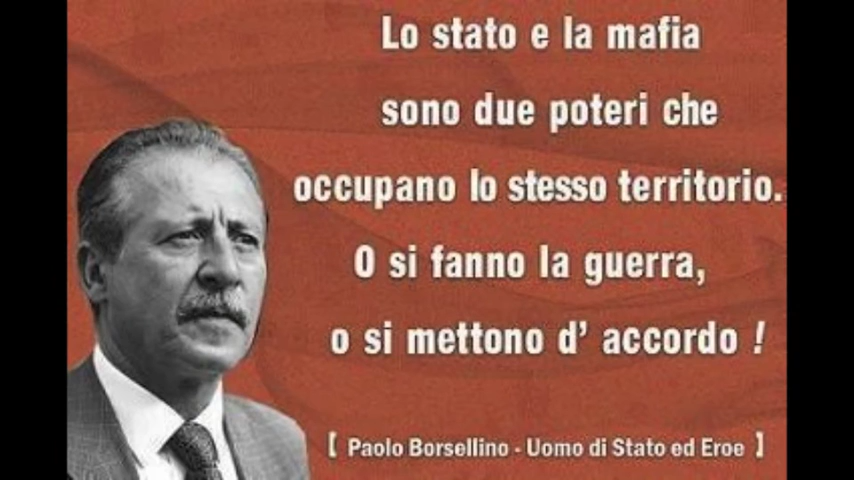 Lo stato e la mafia
sono due poteri che
occupano lo stesso territorio.
O si fanno la guerra,
o si mettono d' accordo !
[ Paolo Borsellino - Uomo di Stato ed Eroe ]